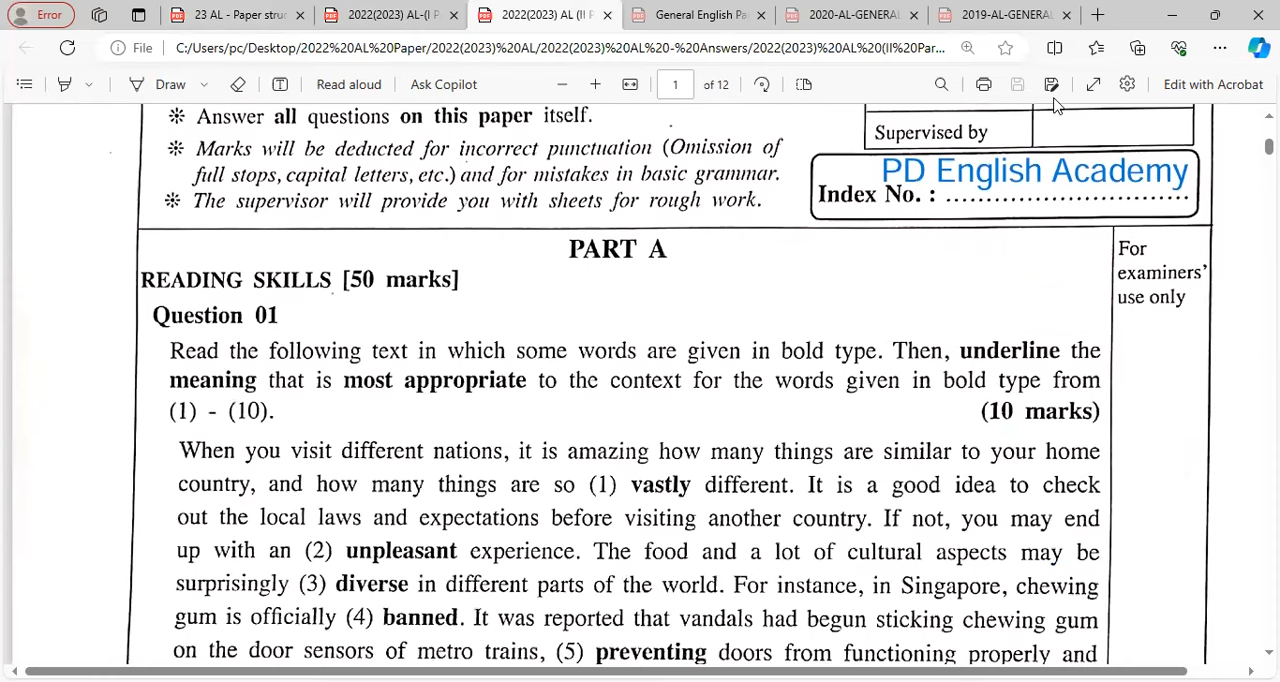 Error
23 AL - Paper stru
2022(2023) AL-(I P
2022(2023) AL (II P
General English Pa
2020-AL-GENERAL
2019-AL-GENERAL
File
C:/Users/pc/Desktop/2022%20AL%20Paper/2022(2023)%20AL/2022(2023)%20AL%20-%20Answers/2022(2023)%20AL%20(II%20Par...
Draw
Read aloud
Ask Copilot
1 of 12
Edit with Acrobat
※ Answer all questions on this paper itself.
※ Marks will be deducted for incorrect punctuation (Omission of
full stops, capital letters, etc.) and for mistakes in basic grammar.
※ The supervisor will provide you with sheets for rough work.
Supervised by
PD English Academy
Index No. : ..............................
PART A
For
examiners'
use only
READING SKILLS [50 marks]
Question 01
Read the following text in which some words are given in bold type. Then, underline the
meaning that is most appropriate to the context for the words given in bold type from
(1) - (10). (10 marks)
When you visit different nations, it is amazing how many things are similar to your home
country, and how many things are so (1) vastly different. It is a good idea to check
out the local laws and expectations before visiting another country. If not, you may end
up with an (2) unpleasant experience. The food and a lot of cultural aspects may be
surprisingly (3) diverse in different parts of the world. For instance, in Singapore, chewing
gum is officially (4) banned. It was reported that vandals had begun sticking chewing gum
on the door sensors of metro trains, (5) preventing doors from functioning properly and